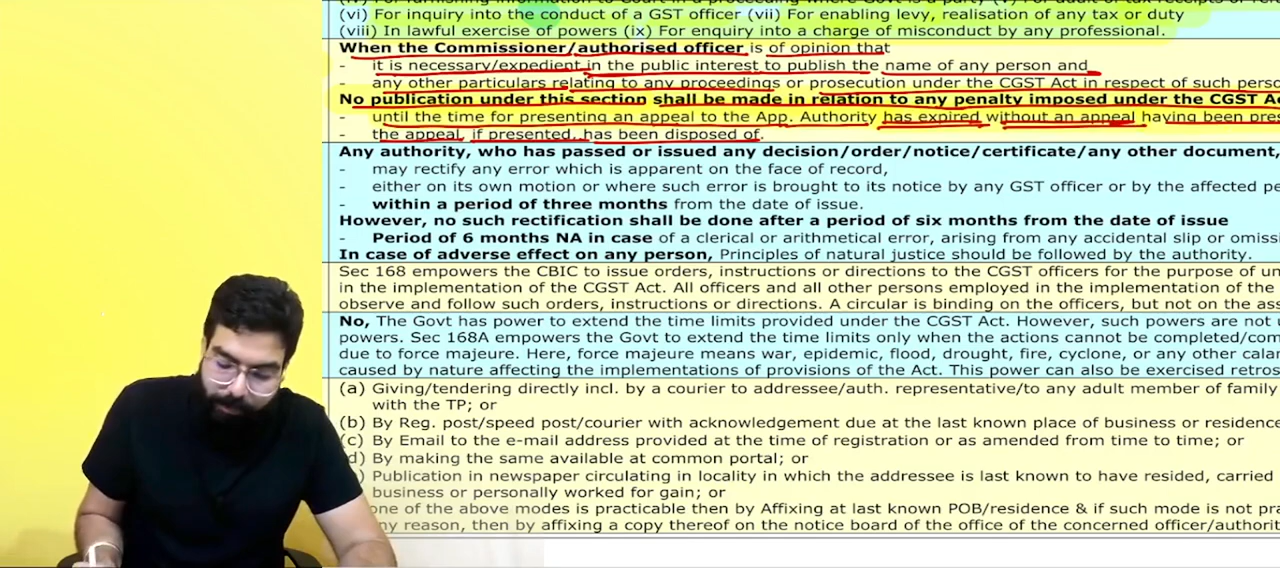 (vi) For inquiry into the conduct of a GST officer (vii) For enabling levy, realisation of any tax or duty
(viii) In lawful exercise of powers (ix) For enquiry into a charge of misconduct by any professional.
When the Commissioner/authorised officer is of opinion that
- it is necessary/expedient in the public interest to publish the name of any person and
- any other particulars relating to any proceedings or prosecution under the CGST Act in respect of such perso
No publication under this section shall be made in relation to any penalty imposed under the CGST Ac
- until the time for presenting an appeal to the App. Authority has expired without an appeal having been pres
- the appeal, if presented, has been disposed of.
Any authority, who has passed or issued any decision/order/notice/certificate/any other document,
- may rectify any error which is apparent on the face of record,
- either on its own motion or where such error is brought to its notice by any GST officer or by the affected pe
- within a period of three months from the date of issue.
However, no such rectification shall be done after a period of six months from the date of issue
- Period of 6 months NA in case of a clerical or arithmetical error, arising from any accidental slip or omissi
In case of adverse effect on any person, Principles of natural justice should be followed by the authority.
Sec 168 empowers the CBIC to issue orders, instructions or directions to the CGST officers for the purpose of un
in the implementation of the CGST Act. All officers and all other persons employed in the implementation of the
observe and follow such orders, instructions or directions. A circular is binding on the officers, but not on the ass
No, The Govt has power to extend the time limits provided under the CGST Act. However, such powers are not
powers. Sec 168A empowers the Govt to extend the time limits only when the actions cannot be completed/com
due to force majeure. Here, force majeure means war, epidemic, flood, drought, fire, cyclone, or any other calar
caused by nature affecting the implementations of provisions of the Act. This power can also be exercised retros
(a) Giving/tendering directly incl. by a courier to addressee/auth. representative/to any adult member of family
with the TP; or
(b) By Reg. post/speed post/courier with acknowledgement due at the last known place of business or residence
(c) By Email to the e-mail address provided at the time of registration or as amended from time to time; or
d) By making the same available at common portal; or
) Publication in newspaper circulating in locality in which the addressee is last known to have resided, carried
business or personally worked for gain; or
one of the above modes is practicable then by Affixing at last known POB/residence & if such mode is not pra
ny reason, then by affixing a copy thereof on the notice board of the office of the concerned officer/authorit